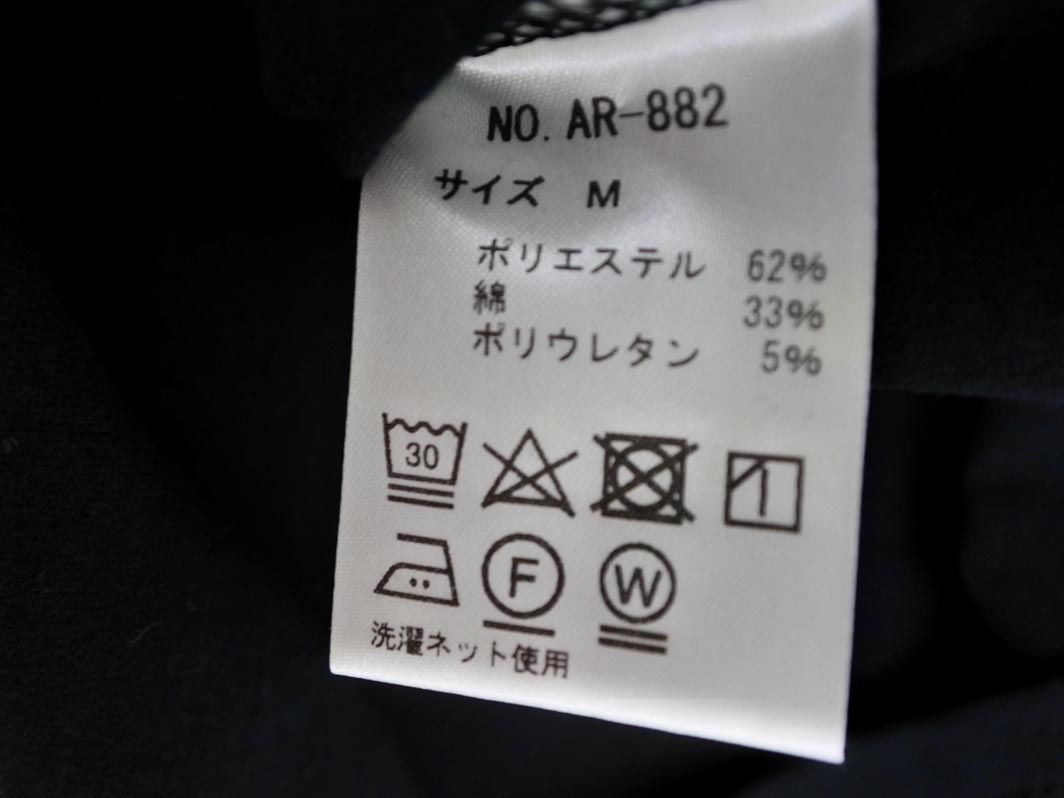 NO. AR-882
サイズ M
ポリエステル 62%
綿 33%
ポリウレタン 5%
30
F W
洗濯ネット使用